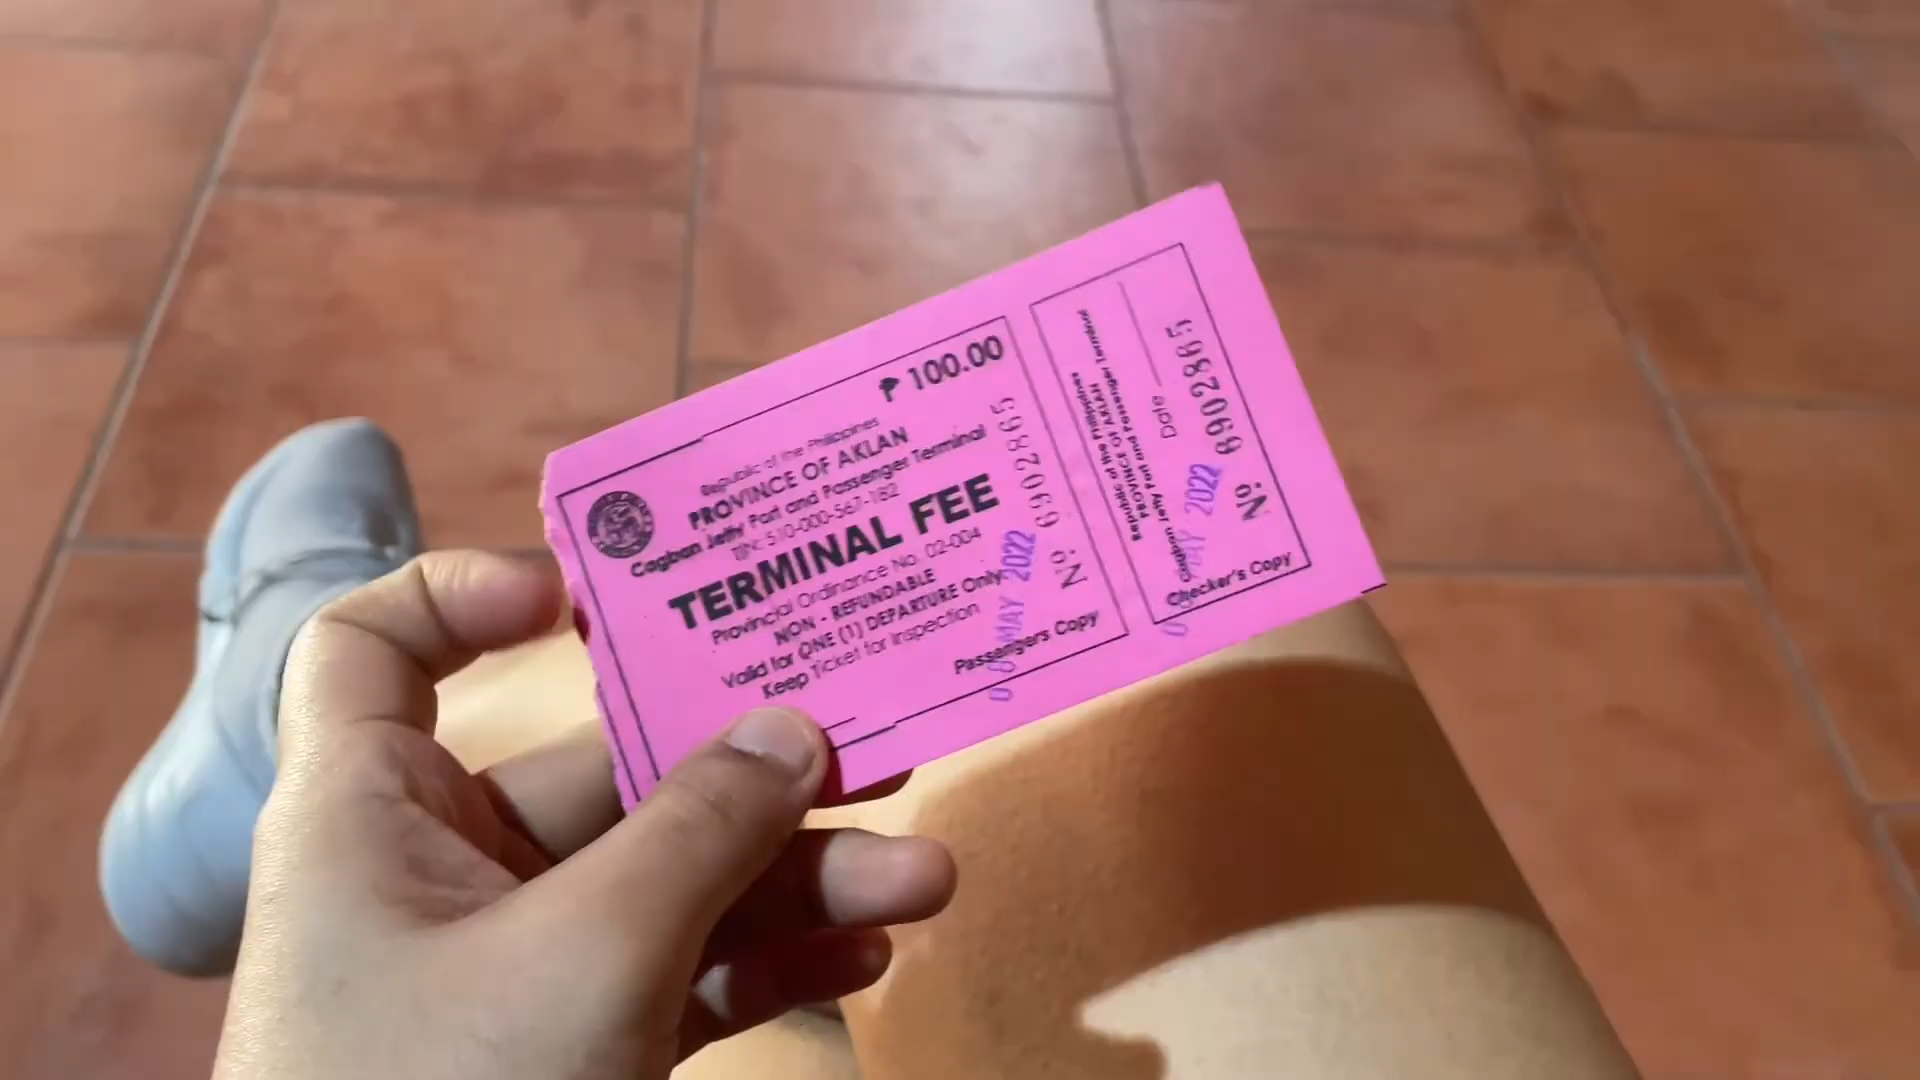 ₱ 100.00
Republic of the Philippines
PROVINCE OF AKLAN
Cagban Jetty Port and Passenger Terminal
TIN: 510-000-567-182
TERMINAL FEE
Provincial Ordinance No. 02-004
NON - REFUNDABLE
Valid for ONE (1) DEPARTURE Only
Keep Ticket for Inspection
Passengers Copy
No. 6902865
MAY 2022
Republic of the Philippines
PROVINCE OF AKLAN
Cagban Jetty Port and Passenger Terminal
Date
No. 6902865
MAY 2022
Checker's Copy